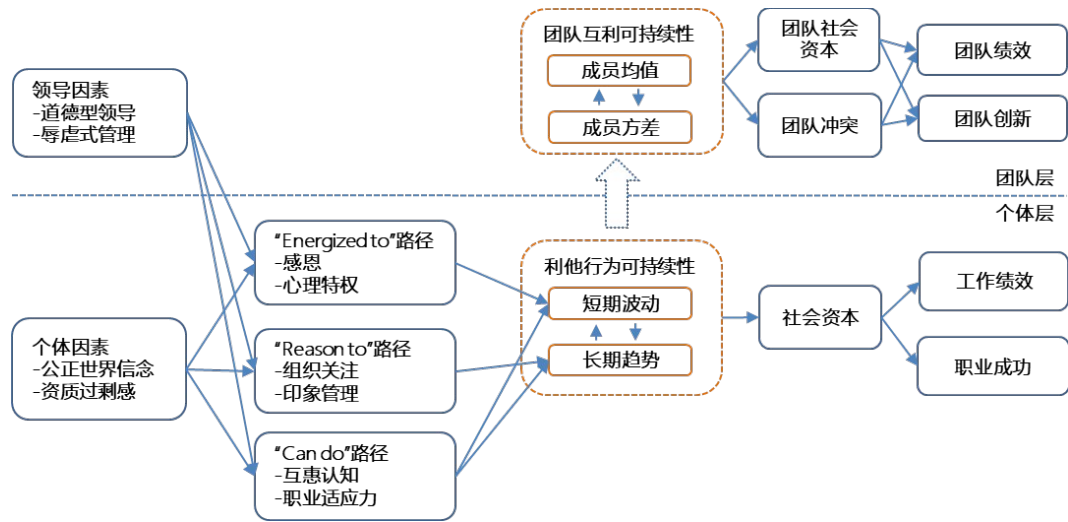 团队互利可持续性
成员均值
成员方差
团队社会
资本
团队冲突
团队绩效
团队创新
领导因素
-道德型领导
-辱虐式管理
团队层
个体层
"Energized to"路径
-感恩
-心理特权
利他行为可持续性
短期波动
长期趋势
社会资本
工作绩效
职业成功
个体因素
-公正世界信念
-资质过剩感
"Reason to"路径
-组织关注
-印象管理
"Can do"路径
-互惠认知
-职业适应力